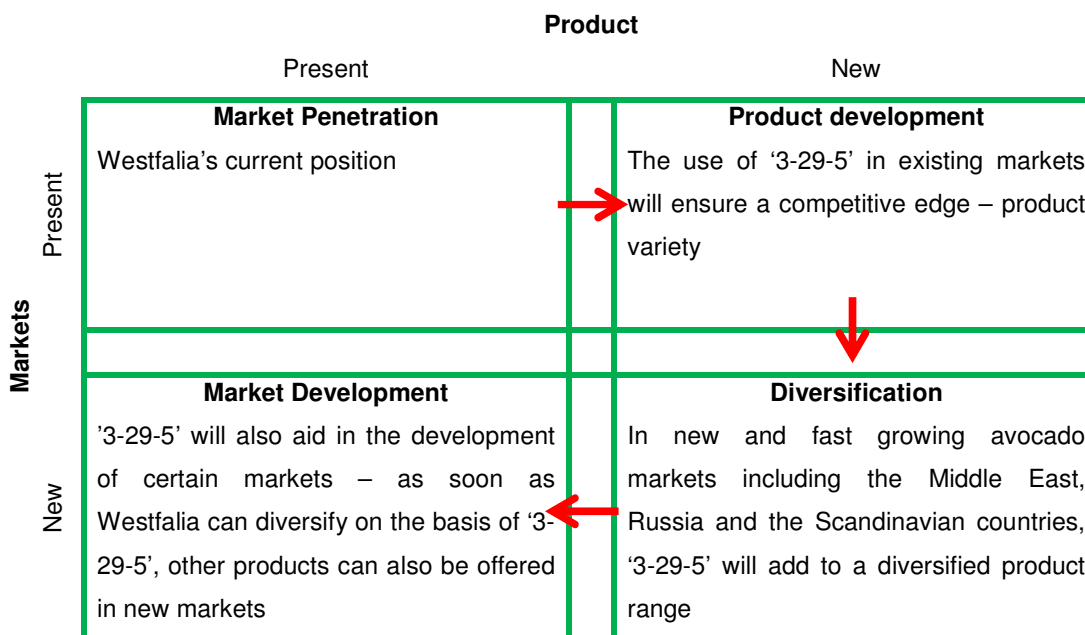 Product
Present
New
Markets
Present
Market Penetration
Westfalia’s current position
Product development
The use of ‘3-29-5’ in existing markets
will ensure a competitive edge – product
variety
New
Market Development
’3-29-5’ will also aid in the development
of certain markets – as soon as
Westfalia can diversify on the basis of ‘3-
29-5’, other products can also be offered
in new markets
Diversification
In new and fast growing avocado
markets including the Middle East,
Russia and the Scandinavian countries,
‘3-29-5’ will add to a diversified product
range